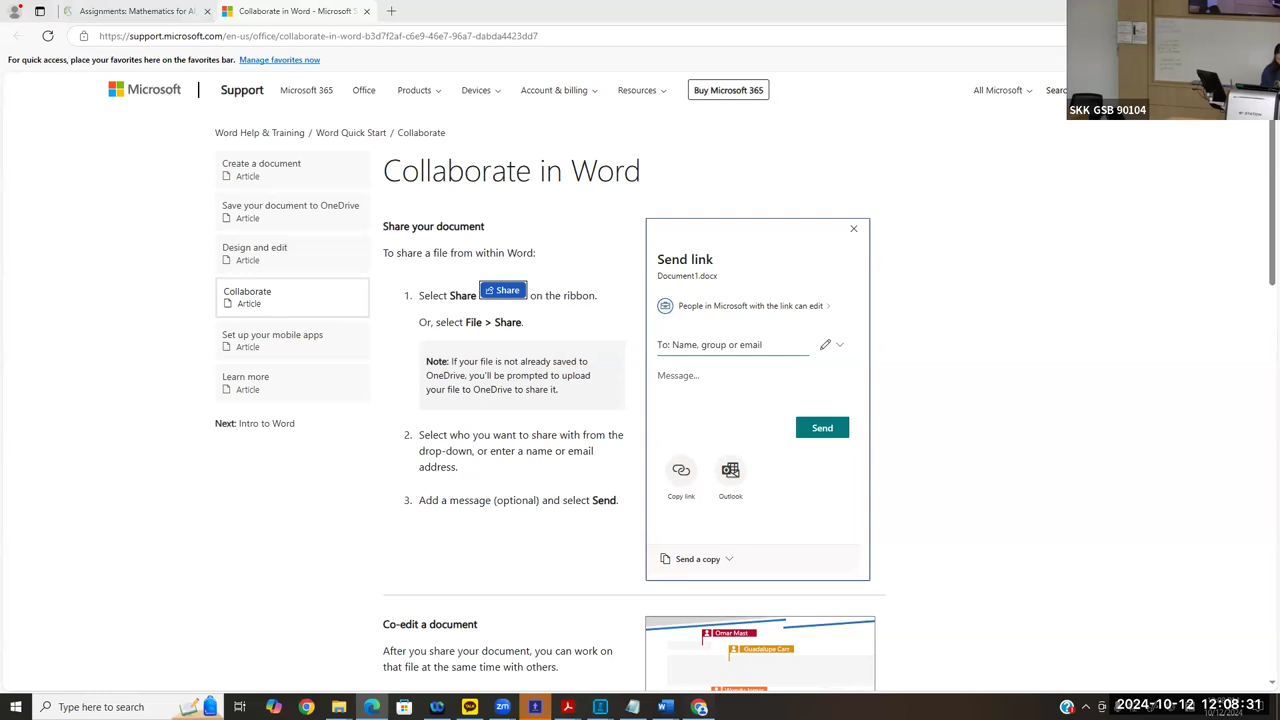 Assignments: Mathematics for AI,
Collaborate in Word - Microsoft S
https://support.microsoft.com/en-us/office/collaborate-in-word-b3d7f2af-c6e9-46e7-96a7-dabda4423dd7
For quick access, place your favorites here on the favorites bar. Manage favorites now
SKK GSB 90104
Microsoft
Support
Microsoft 365
Office
Products
Devices
Account & billing
Resources
Buy Microsoft 365
All Microsoft
Sear
Word Help & Training / Word Quick Start / Collaborate
Create a document
Article
Save your document to OneDrive
Article
Design and edit
Article
Collaborate
Article
Set up your mobile apps
Article
Learn more
Article
Next: Intro to Word
Collaborate in Word
Share your document
To share a file from within Word:
1. Select Share Share on the ribbon.
Or, select File > Share.
Note: If your file is not already saved to
OneDrive, you'll be prompted to upload
your file to OneDrive to share it.
2. Select who you want to share with from the
drop-down, or enter a name or email
address.
3. Add a message (optional) and select Send.
Send link
Document1.docx
People in Microsoft with the link can edit >
To: Name, group or email
Message...
Send
Copy link
Outlook
Send a copy
Co-edit a document
After you share your document, you can work on
that file at the same time with others.
Omar Mast
Guadalupe Carr
Type here to search
2024-10-12 12:08:31
10/12/2024